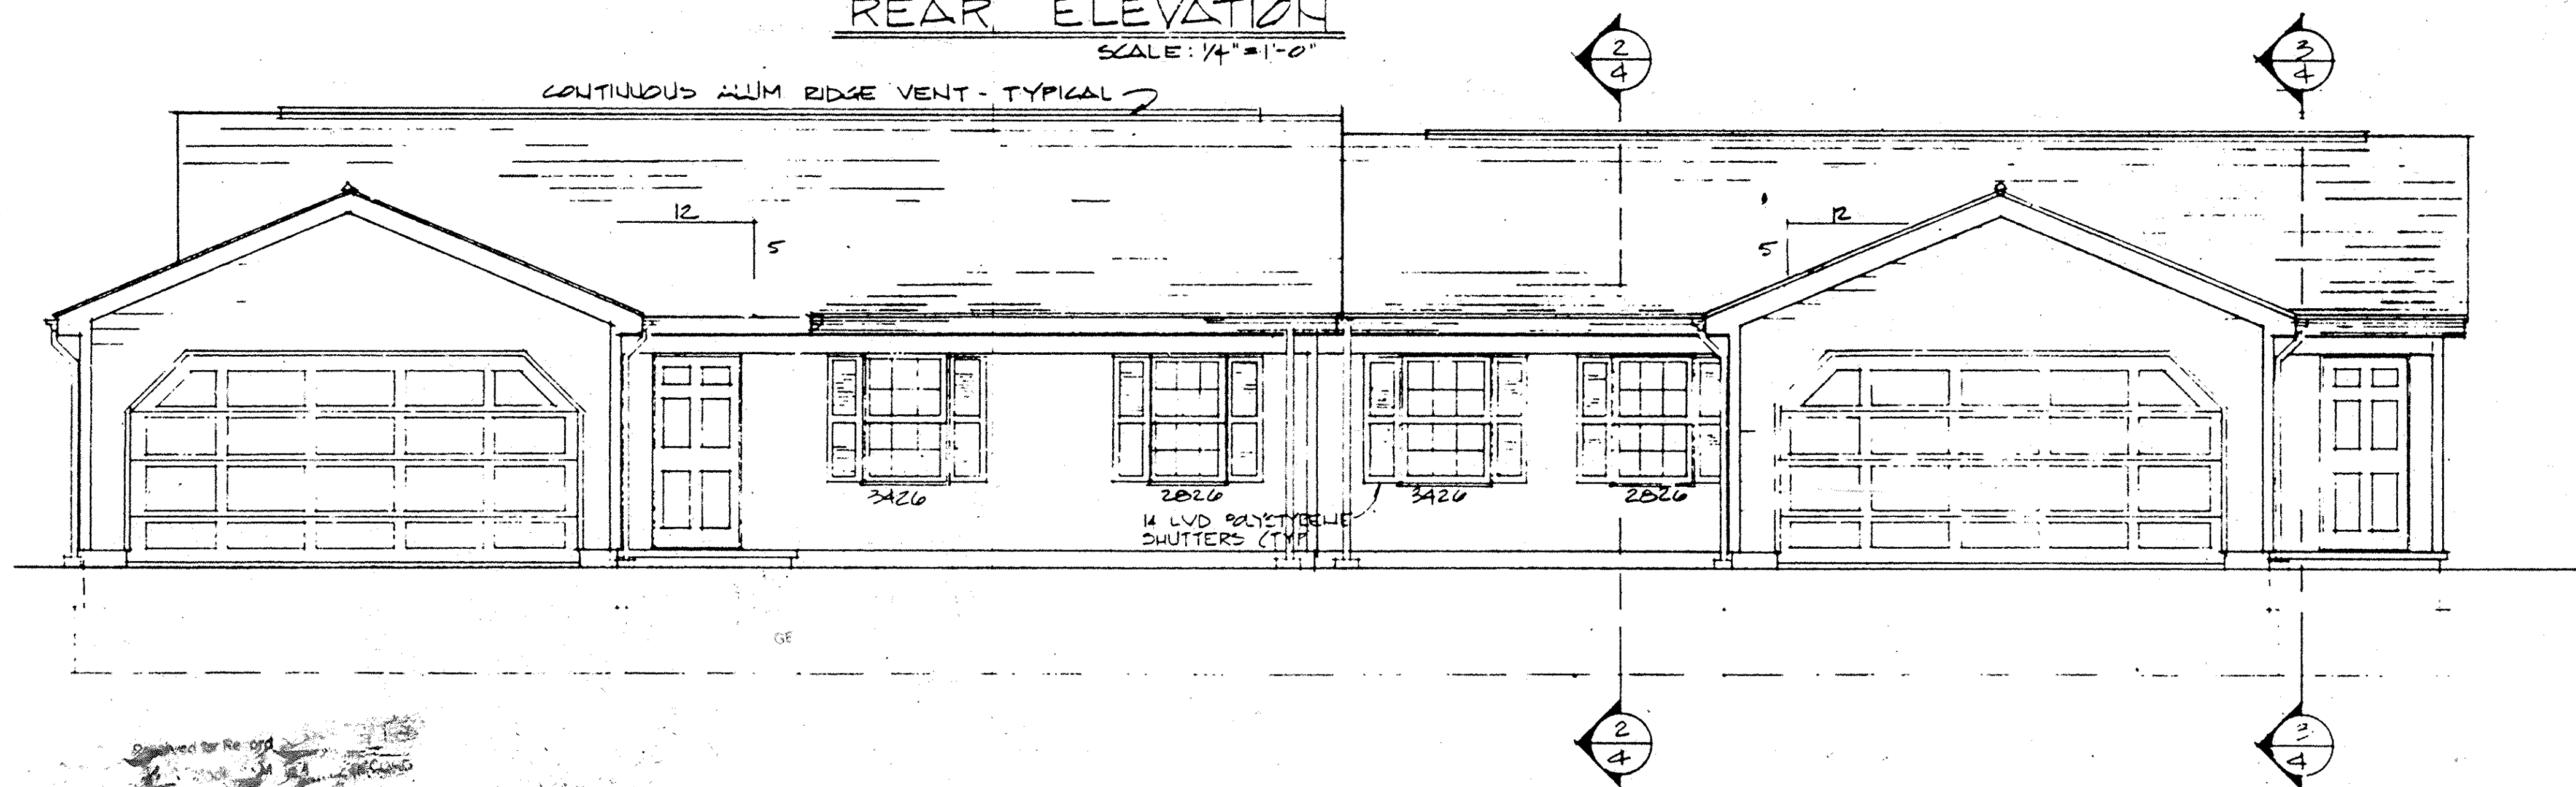 REAR ELEVATION
SCALE: 1/4" = 1'-0"
2
4
3
4
CONTINUOUS ALUM RIDGE VENT - TYPICAL
12
5
12
5
3426
2826
3426
2826
14 LVD POLYSTYRENE
SHUTTERS (TYP
GE
Received for Record
2
4
3
4